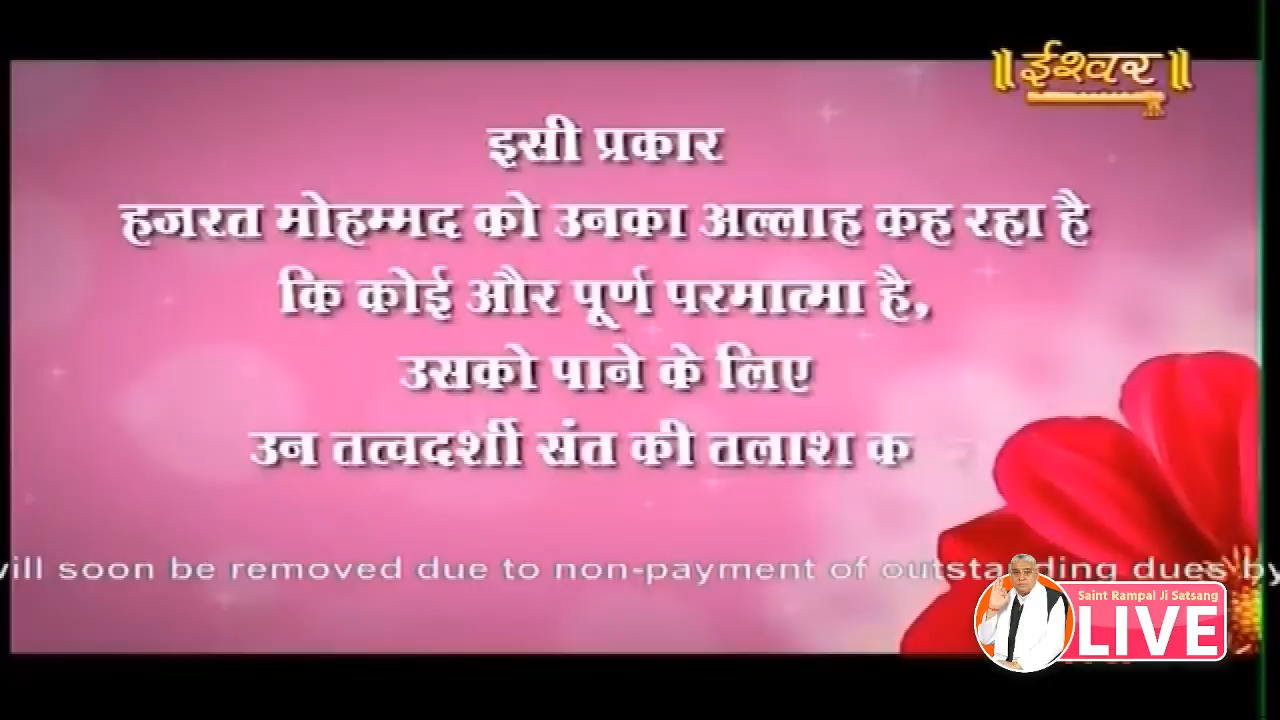 ॥ईश्वर॥
इसी प्रकार
हजरत मोहम्मद को उनका अल्लाह कह रहा है
कि कोई और पूर्ण परमात्मा है,
उसको पाने के लिए
उन तत्वदर्शी संत की तलाश क
will soon be removed due to non-payment of outstanding dues by
Saint Rampal Ji Satsang
LIVE